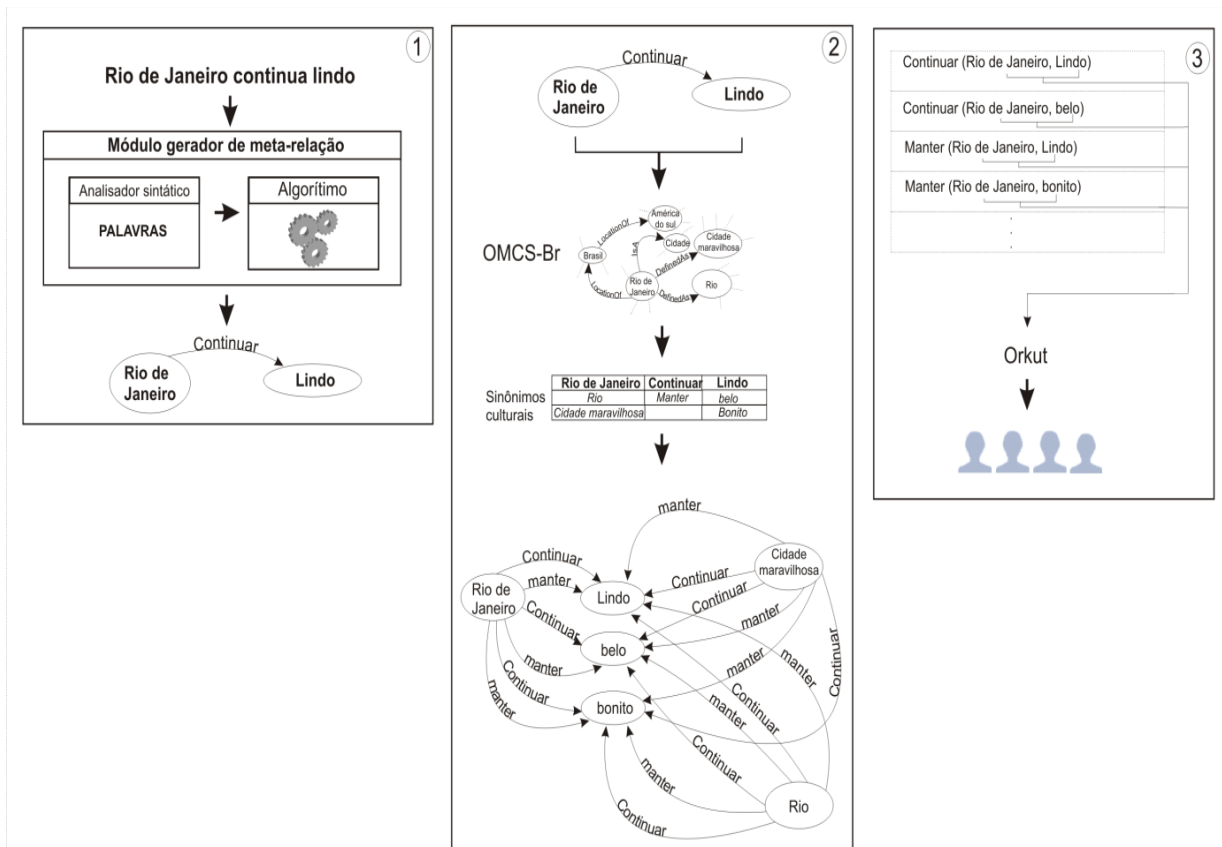 1
Rio de Janeiro continua lindo
Módulo gerador de meta-relação
Analisador sintático
PALAVRAS
Algorítimo
Continuar
Rio de
Janeiro
Lindo
2
Continuar
Rio de
Janeiro
Lindo
OMCS-Br
América
do sul
LocationOf
Cidade
Cidade
maravilhosa
Brasil
IsA
DefinedAs
Rio de
Janeiro
LocationOf
DefinedAs
Rio
Sinônimos
culturais
Rio de Janeiro Continuar Lindo
Rio Manter belo
Cidade maravilhosa Bonito
manter
Continuar
Cidade
maravilhosa
manter
Continuar
Rio de
Janeiro
Lindo
Continuar
Continuar
manter
belo
manter
manter
Continuar
manter
Continuar
manter
bonito
Continuar
manter
Continuar
manter
Rio
Continuar
3
Continuar (Rio de Janeiro, Lindo)
Continuar (Rio de Janeiro, belo)
Manter (Rio de Janeiro, Lindo)
Manter (Rio de Janeiro, bonito)
.
.
.
Orkut